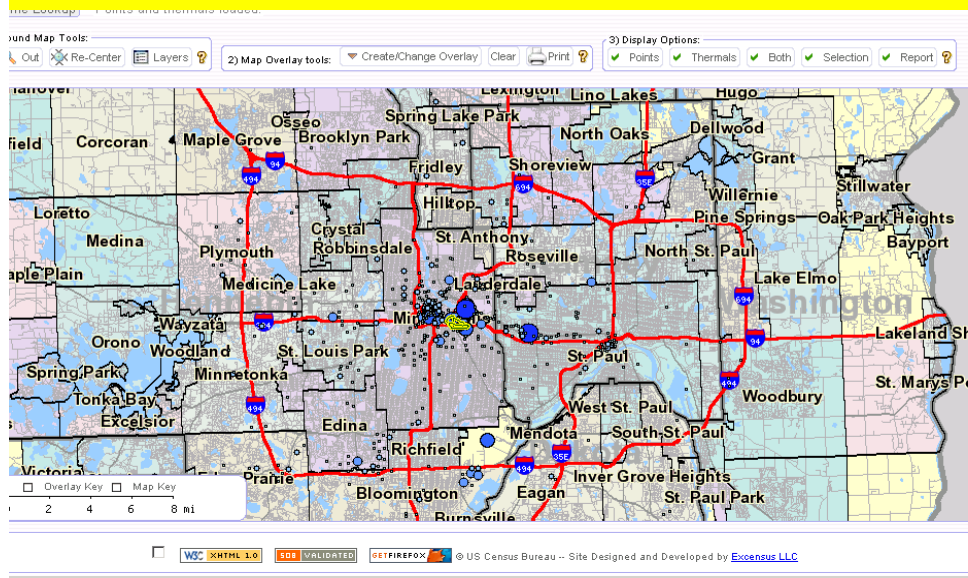 Points and thermals loaded.
Map Tools:
Out Re-Center Layers ?
2) Map Overlay tools: Create/Change Overlay Clear Print ?
3) Display Options:
Points Thermals Both Selection Report ?
Lexington Lino Lakes Hugo
Osseo Spring Lake Park
Corcoran Maple Grove Brooklyn Park North Oaks Dellwood
94 Fridley Shoreview Grant
494 694 35E Willernie Stillwater
Loretto Hilltop Pine Springs Oak Park Heights
Medina Plymouth Crystal Robbinsdale St. Anthony Roseville North St. Paul Bayport
Medicine Lake Lauderdale Lake Elmo
Washington
694
Wayzata
Orono Woodland St. Louis Park St. Paul 94 Lakeland
Spring Park Minnetonka 494 Woodbury
Tonka Bay 494 West St. Paul
Excelsior Edina Mendota South St. Paul
Richfield 35E
Victoria Prairie 494 Inver Grove Heights
Bloomington Eagan St. Paul Park
Burnsville
Overlay Key Map Key
2 4 6 8 mi
W3C XHTML 1.0 508 VALIDATED GET FIREFOX © US Census Bureau -- Site Designed and Developed by Excensus LLC